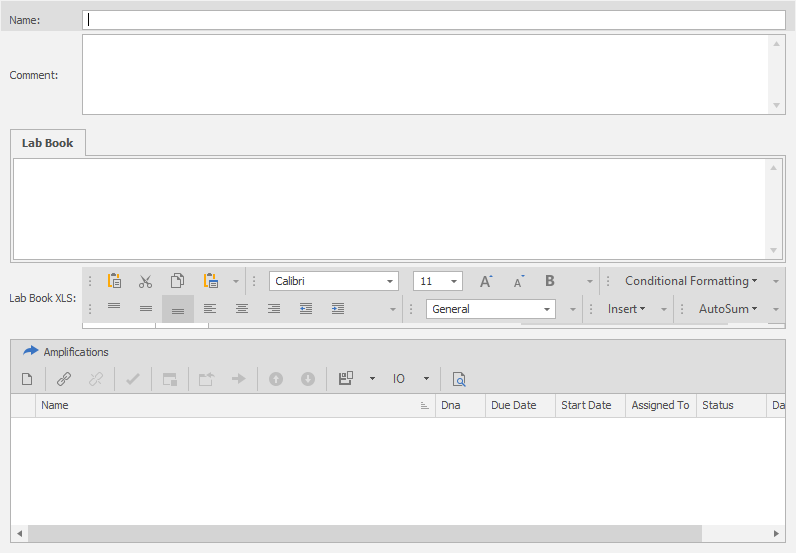 Name:
Comment:
Lab Book
Lab Book XLS:
Calibri 11 A A B Conditional Formatting
General Insert AutoSum
Amplifications
IO
Name Dna Due Date Start Date Assigned To Status Da